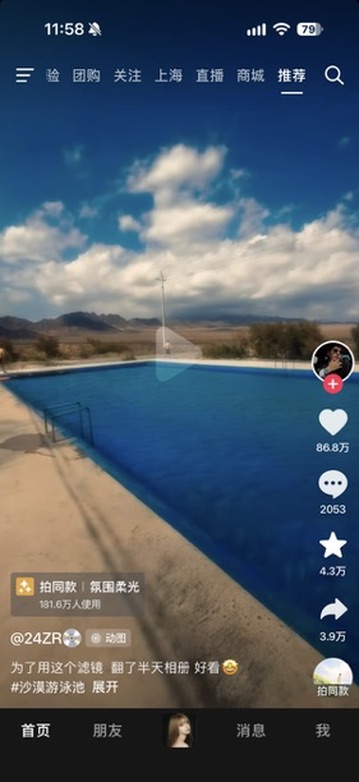 11:58
79
验 团购 关注 上海 直播 商城 推荐
86.8万
2053
4.3万
3.9万
拍同款 | 氛围柔光
181.6万人使用
@24ZR 动图
为了用这个滤镜 翻了半天相册 好看🤩
#沙漠游泳池 展开
拍同款
首页 朋友 消息 我